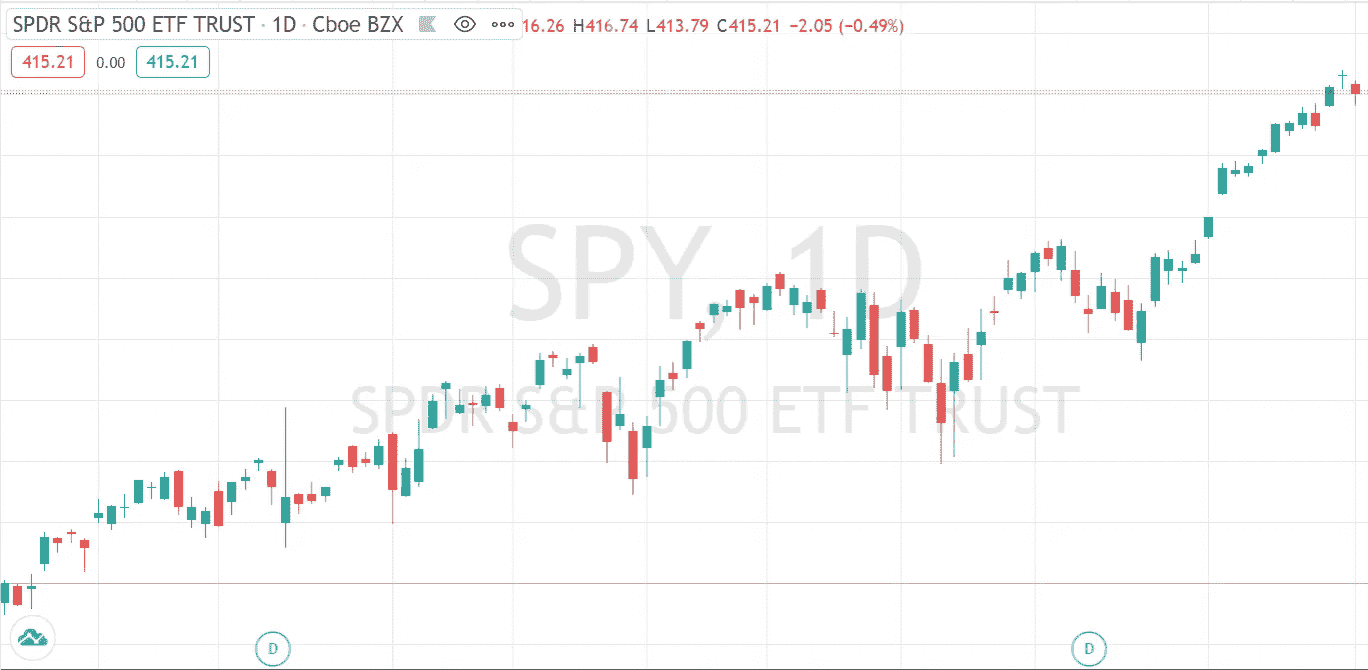 SPDR S&P 500 ETF TRUST · 1D · Cboe BZX 16.26 H416.74 L413.79 C415.21 −2.05 (−0.49%)
415.21 0.00 415.21
SPY, 1D
SPDR S&P 500 ETF TRUST
D D